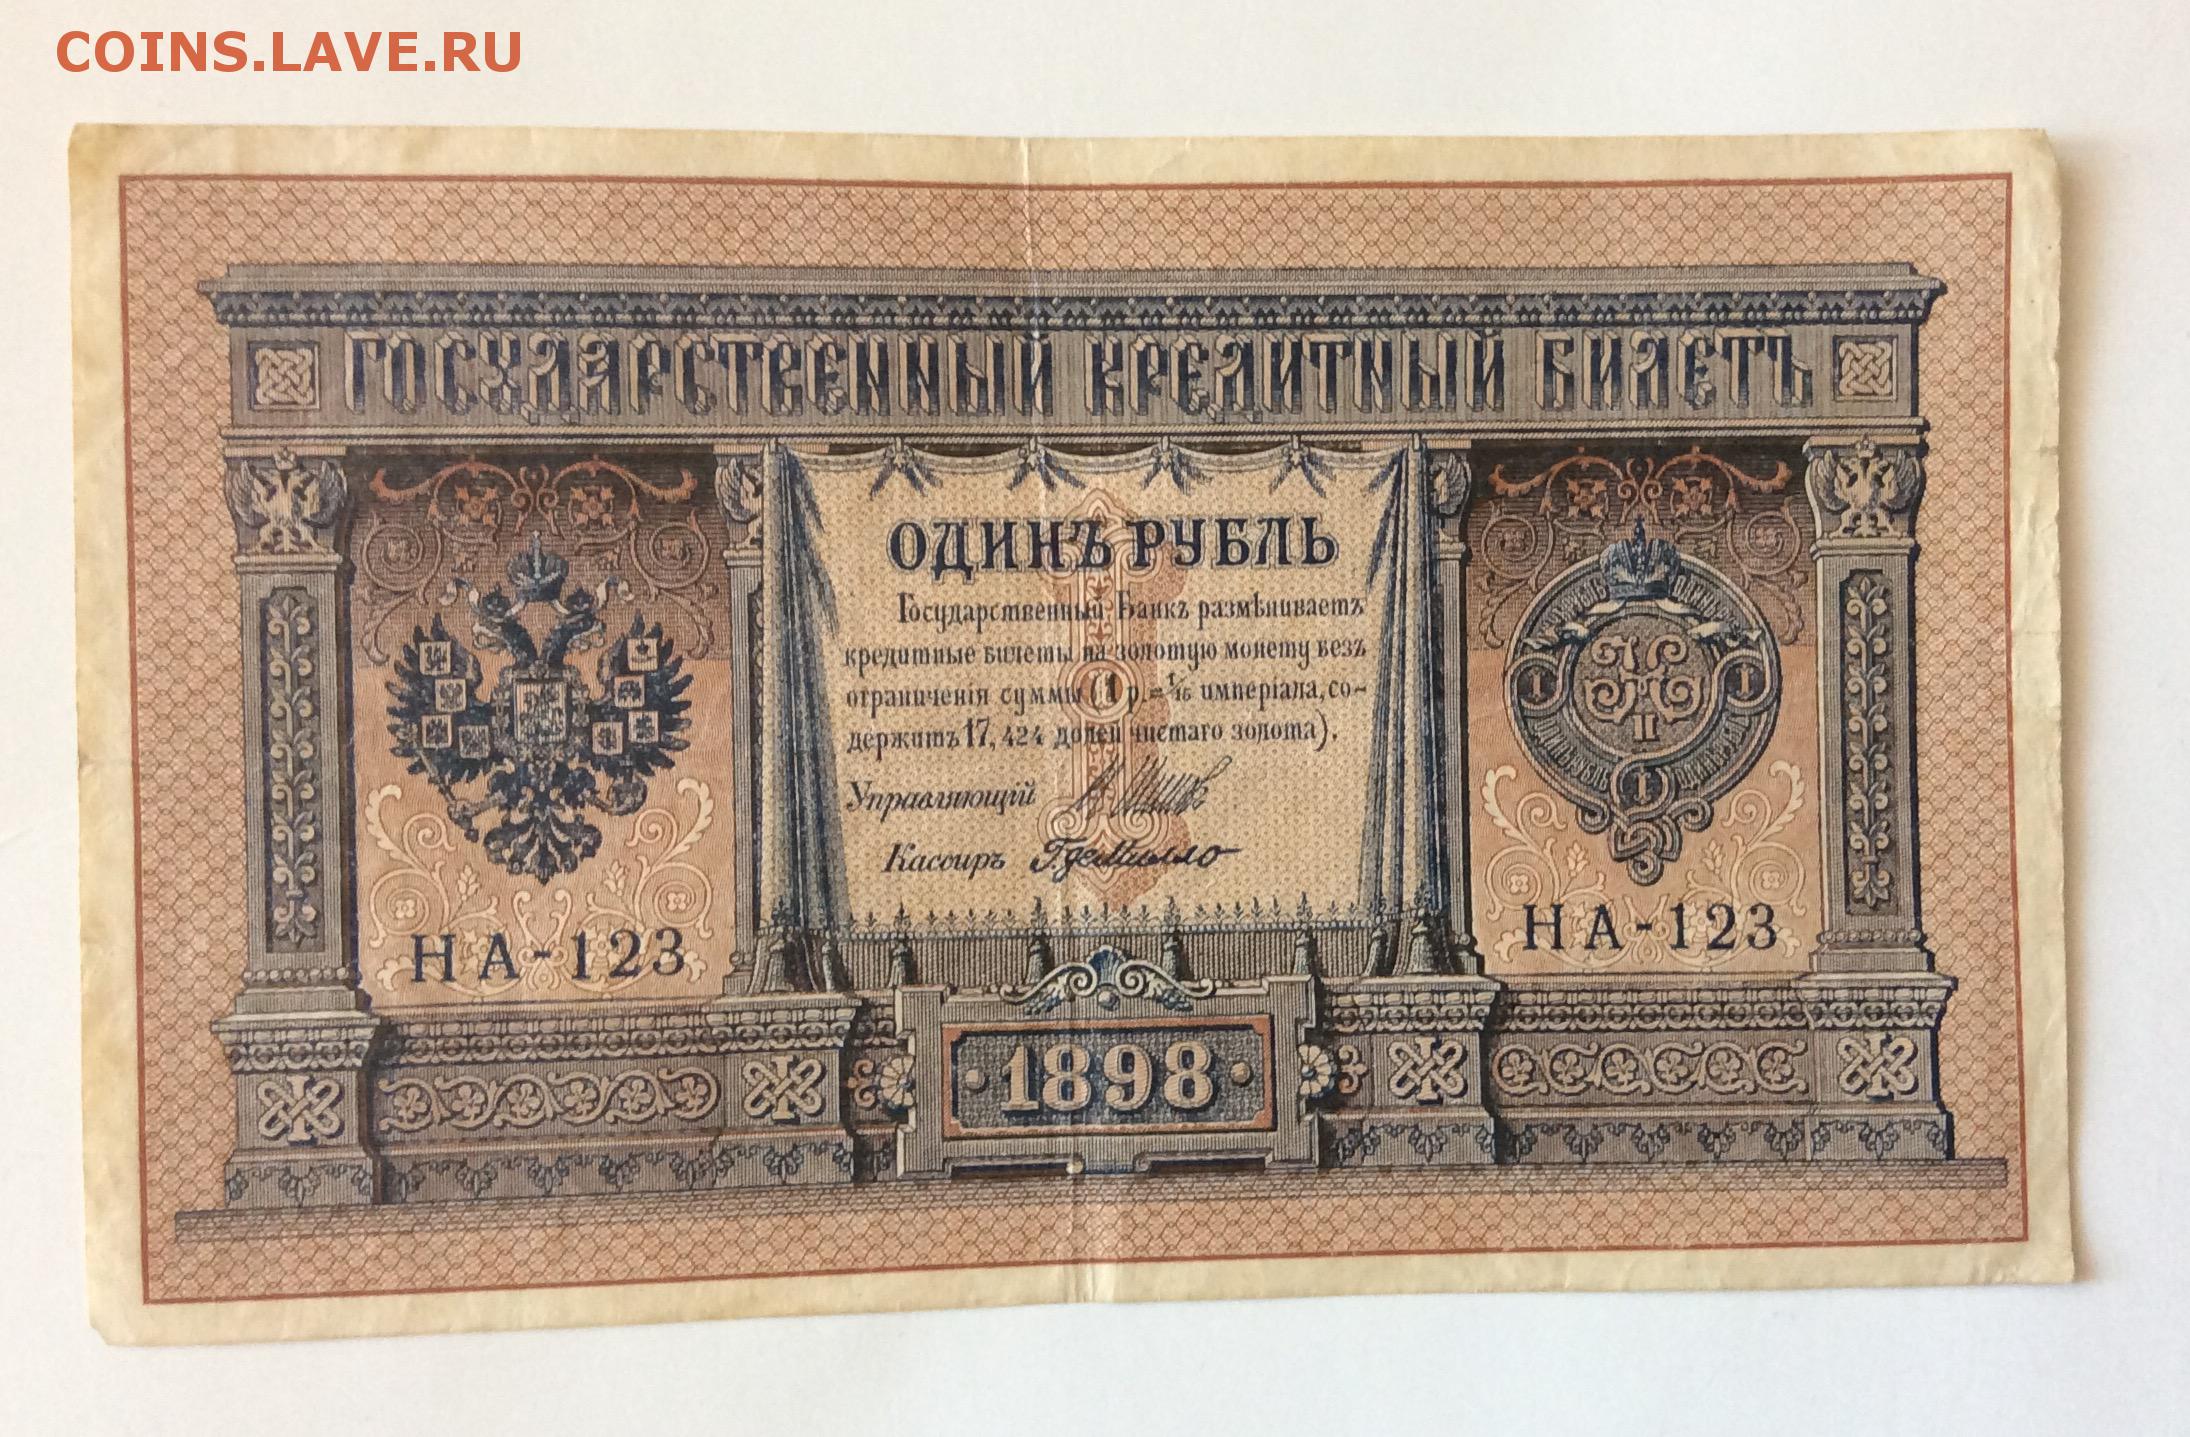 COINS.LAVE.RU
ГОСУДАРСТВЕННЫЙ КРЕДИТНЫЙ БИЛЕТЪ
ОДИНЪ РУБЛЬ
Государственный Банкъ размѣниваетъ
кредитные билеты на золотую монету безъ
ограниченія суммы (1 р.=1/15 имперіала, со-
держитъ 17,424 долей чистаго золота).
Управляющій
Кассиръ
НА-123
НА-123
1898